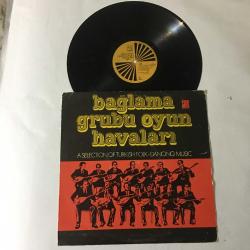 bağlama
grubu oyun
havaları
A SELECTION OF TURKISH FOLK-DANCING MUSIC